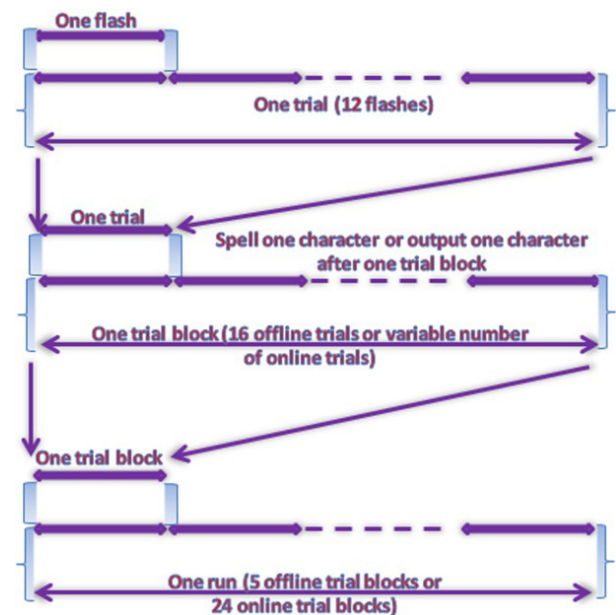 One flash
One trial (12 flashes)
One trial
Spell one character or output one character
after one trial block
One trial block (16 offline trials or variable number
of online trials)
One trial block
One run (5 offline trial blocks or
24 online trial blocks)